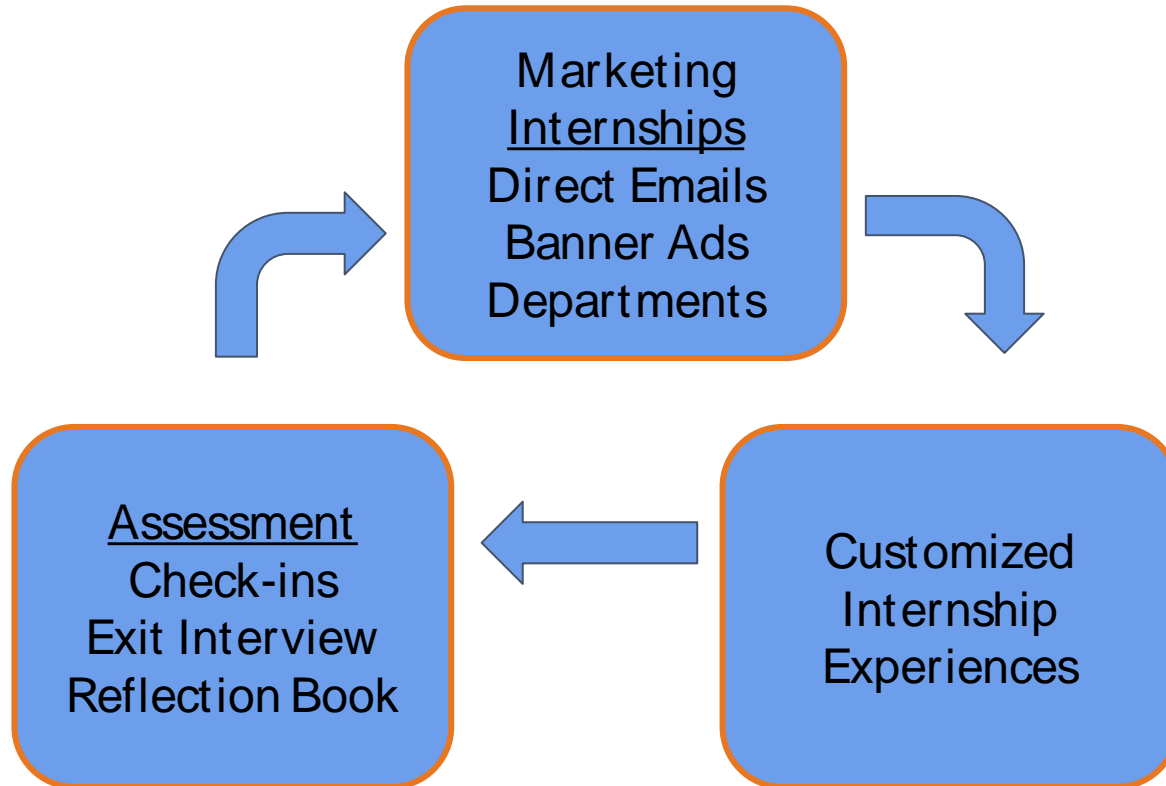 Marketing
Internships
Direct Emails
Banner Ads
Departments
Assessment
Check-ins
Exit Interview
Reflection Book
Customized
Internship
Experiences